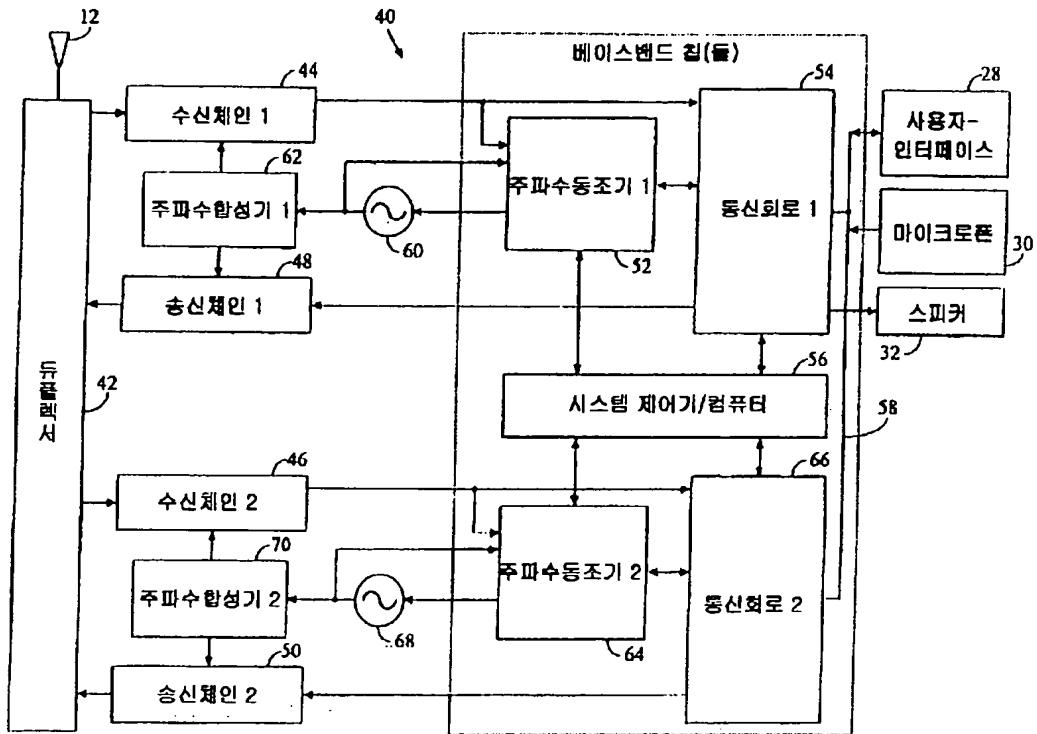 12
40
베이스밴드 칩(들)
44
54
28
수신체인 1
사용자-
인터페이스
62
주파수동조기 1
주파수합성기 1
통신회로 1
마이크로폰
30
60
52
48
송신체인 1
스피커
32
듀플렉서
42
56
시스템 제어기/컴퓨터
58
46
66
수신체인 2
70
주파수동조기 2
주파수합성기 2
통신회로 2
68
64
50
송신체인 2